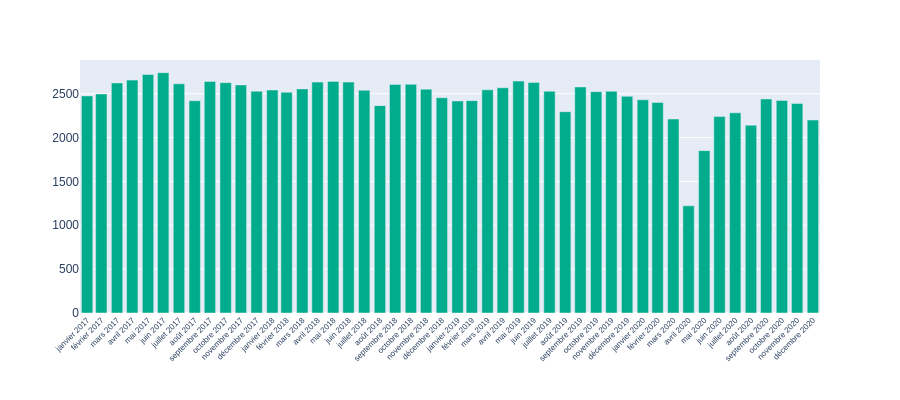 2500
2000
1500
1000
500
0
janvier 2017
février 2017
mars 2017
avril 2017
mai 2017
juin 2017
juillet 2017
août 2017
septembre 2017
octobre 2017
novembre 2017
décembre 2017
janvier 2018
février 2018
mars 2018
avril 2018
mai 2018
juin 2018
juillet 2018
août 2018
septembre 2018
octobre 2018
novembre 2018
décembre 2018
janvier 2019
février 2019
mars 2019
avril 2019
mai 2019
juin 2019
juillet 2019
août 2019
septembre 2019
octobre 2019
novembre 2019
décembre 2019
janvier 2020
février 2020
mars 2020
avril 2020
mai 2020
juin 2020
juillet 2020
août 2020
septembre 2020
octobre 2020
novembre 2020
décembre 2020